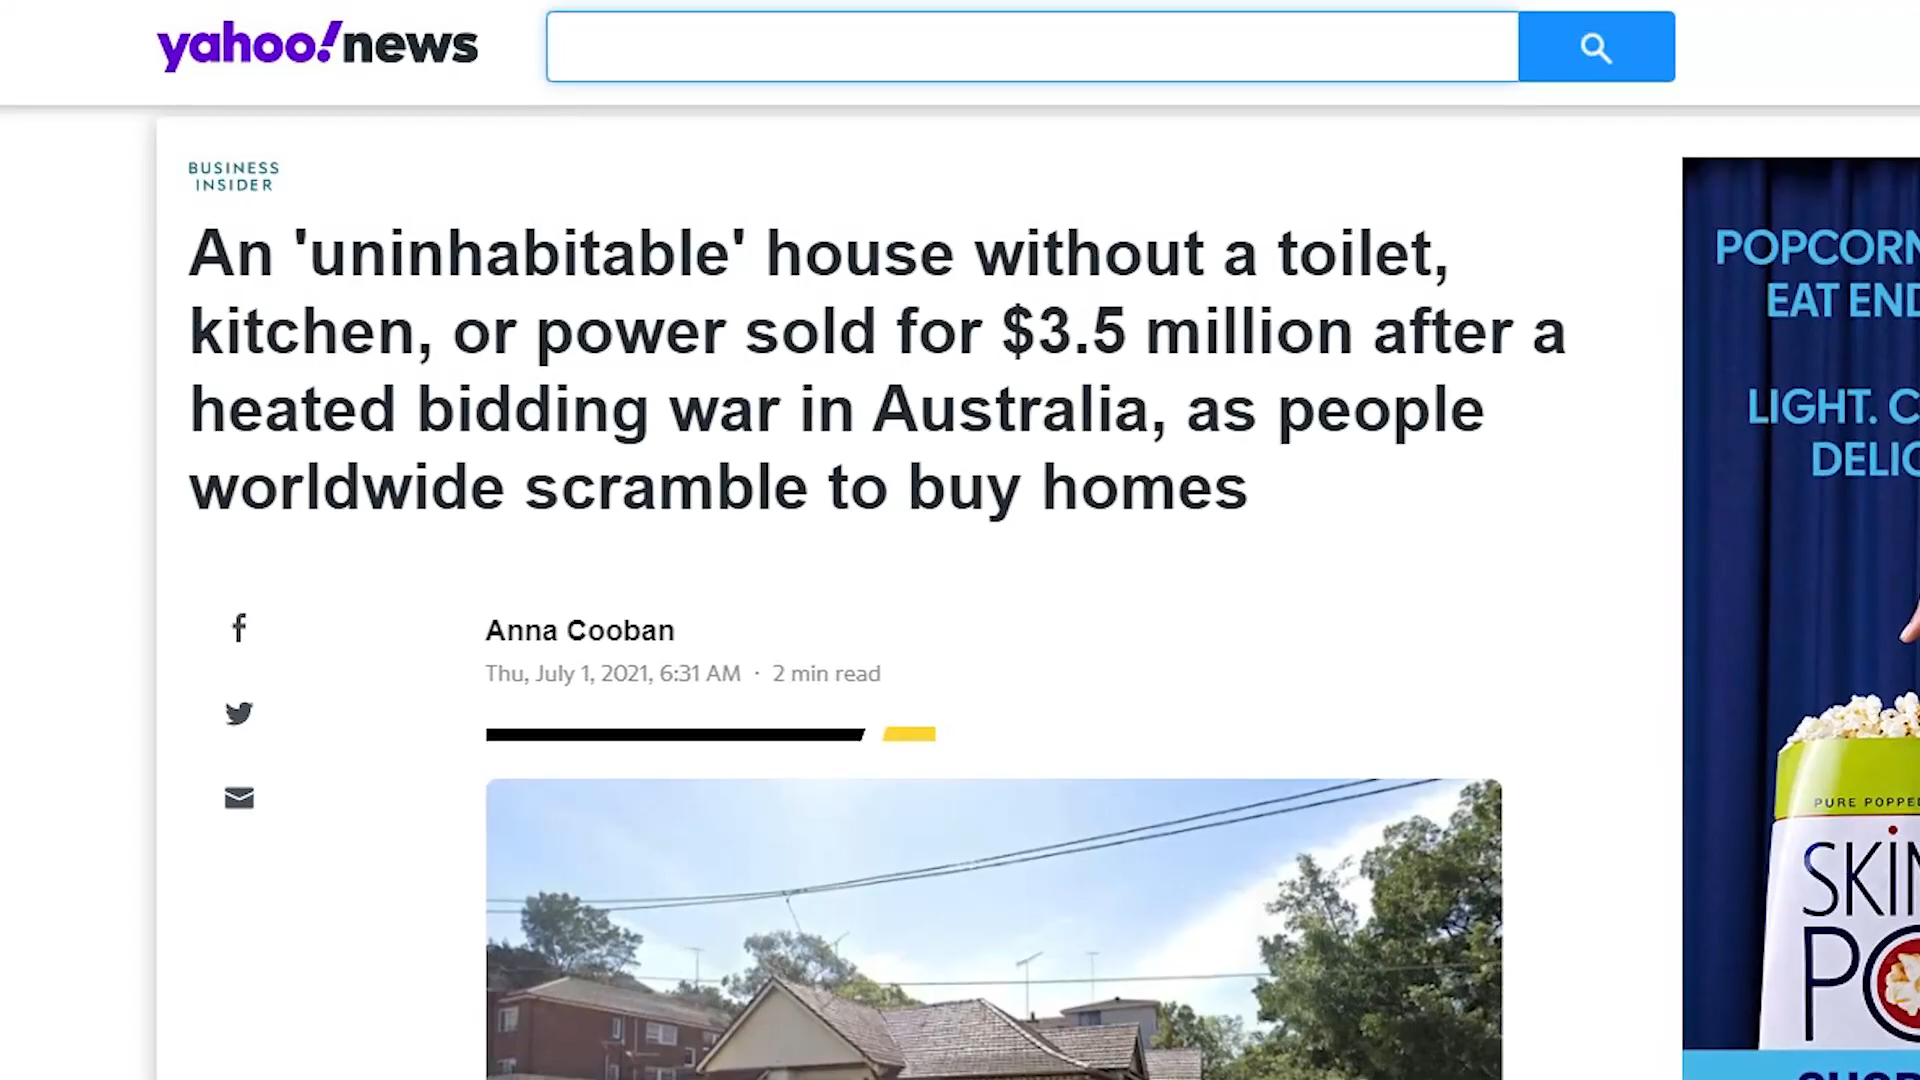 yahoo!news
BUSINESS
INSIDER
An 'uninhabitable' house without a toilet,
kitchen, or power sold for $3.5 million after a
heated bidding war in Australia, as people
worldwide scramble to buy homes
Anna Cooban
Thu, July 1, 2021, 6:31 AM · 2 min read
POPCORN
EAT END
LIGHT. C
DELIC
PURE POPPED
SKIN
PO